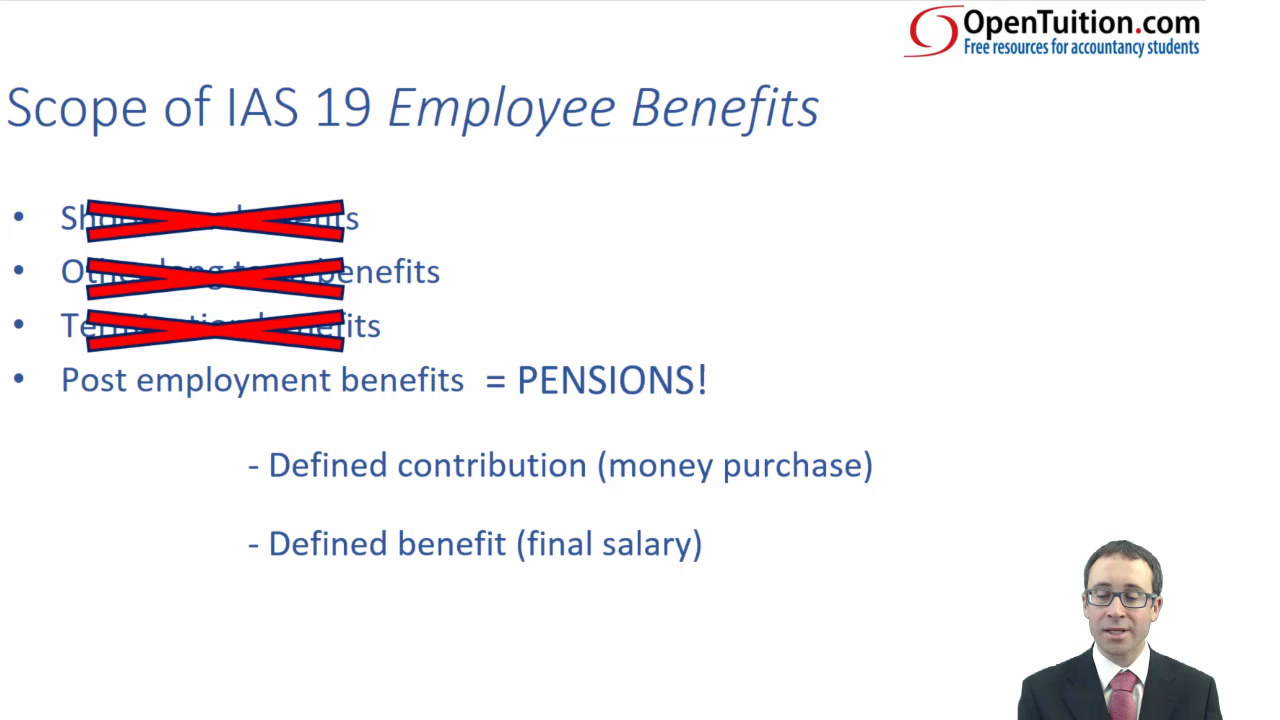 OpenTuition.com
Free resources for accountancy students
Scope of IAS 19 Employee Benefits
• benefits
• Post employment benefits = PENSIONS!
- Defined contribution (money purchase)
- Defined benefit (final salary)